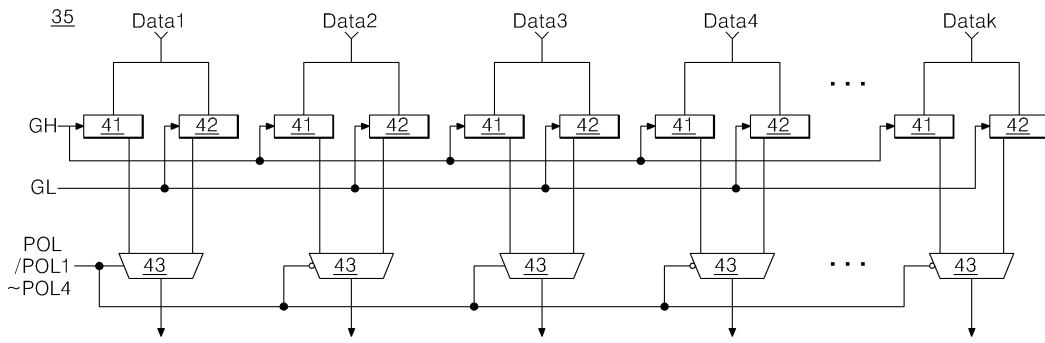 35
Data1 Data2 Data3 Data4 Datak
. . .
GH 41 42 41 42 41 42 41 42 41 42
GL
POL
/POL1
~POL4
43 43 43 43 . . . 43